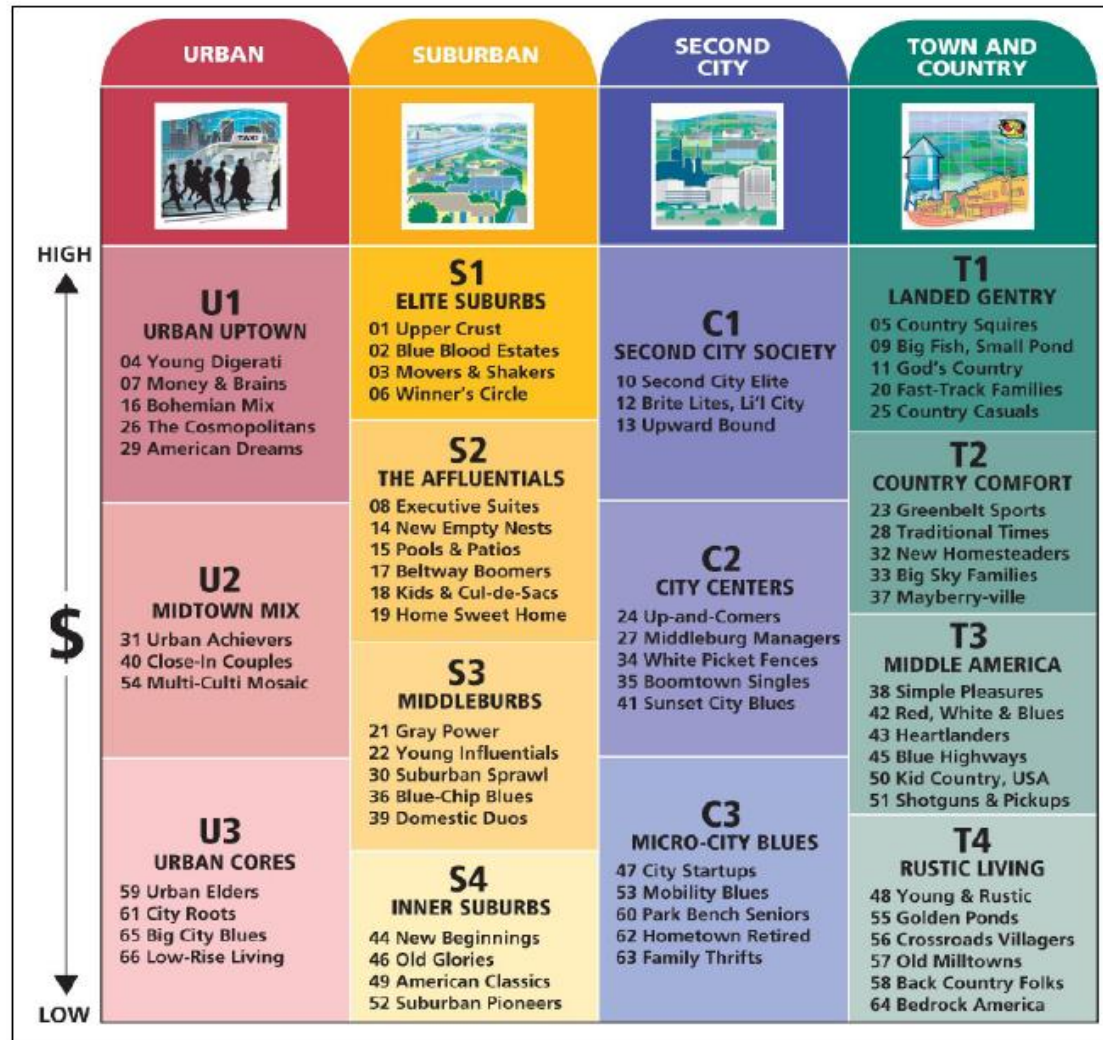 URBAN
SUBURBAN
SECOND
CITY
TOWN AND
COUNTRY
TAXI
HIGH
$
LOW
U1
URBAN UPTOWN
04 Young Digerati
07 Money & Brains
16 Bohemian Mix
26 The Cosmopolitans
29 American Dreams
U2
MIDTOWN MIX
31 Urban Achievers
40 Close-In Couples
54 Multi-Culti Mosaic
U3
URBAN CORES
59 Urban Elders
61 City Roots
65 Big City Blues
66 Low-Rise Living
S1
ELITE SUBURBS
01 Upper Crust
02 Blue Blood Estates
03 Movers & Shakers
06 Winner's Circle
S2
THE AFFLUENTIALS
08 Executive Suites
14 New Empty Nests
15 Pools & Patios
17 Beltway Boomers
18 Kids & Cul-de-Sacs
19 Home Sweet Home
S3
MIDDLEBURBS
21 Gray Power
22 Young Influentials
30 Suburban Sprawl
36 Blue-Chip Blues
39 Domestic Duos
S4
INNER SUBURBS
44 New Beginnings
46 Old Glories
49 American Classics
52 Suburban Pioneers
C1
SECOND CITY SOCIETY
10 Second City Elite
12 Brite Lites, Li'l City
13 Upward Bound
C2
CITY CENTERS
24 Up-and-Comers
27 Middleburg Managers
34 White Picket Fences
35 Boomtown Singles
41 Sunset City Blues
C3
MICRO-CITY BLUES
47 City Startups
53 Mobility Blues
60 Park Bench Seniors
62 Hometown Retired
63 Family Thrifts
T1
LANDED GENTRY
05 Country Squires
09 Big Fish, Small Pond
11 God's Country
20 Fast-Track Families
25 Country Casuals
T2
COUNTRY COMFORT
23 Greenbelt Sports
28 Traditional Times
32 New Homesteaders
33 Big Sky Families
37 Mayberry-ville
T3
MIDDLE AMERICA
38 Simple Pleasures
42 Red, White & Blues
43 Heartlanders
45 Blue Highways
50 Kid Country, USA
51 Shotguns & Pickups
T4
RUSTIC LIVING
48 Young & Rustic
55 Golden Ponds
56 Crossroads Villagers
57 Old Milltowns
58 Back Country Folks
64 Bedrock America